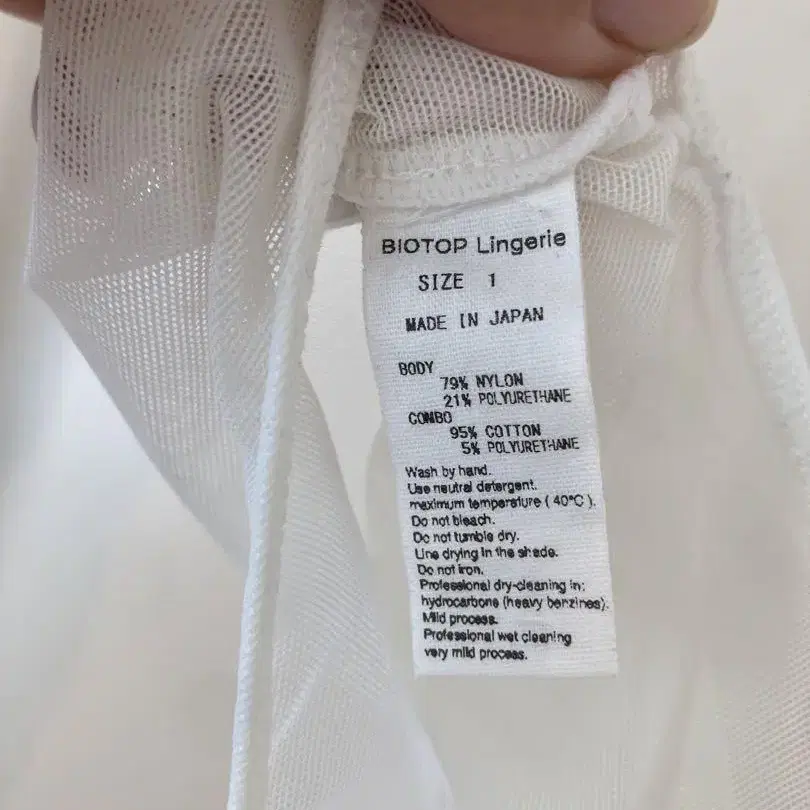 BIOTOP Lingerie
SIZE 1
MADE IN JAPAN
BODY
79% NYLON
21% POLYURETHANE
COMBO
95% COTTON
5% POLYURETHANE
Wash by hand.
Use neutral detergent.
maximum temperature ( 40°C ).
Do not bleach.
Do not tumble dry.
Line drying in the shade.
Do not iron.
Professional dry-cleaning in:
hydrocarbons (heavy benzines).
Mild process.
Professional wet cleaning
very mild process.